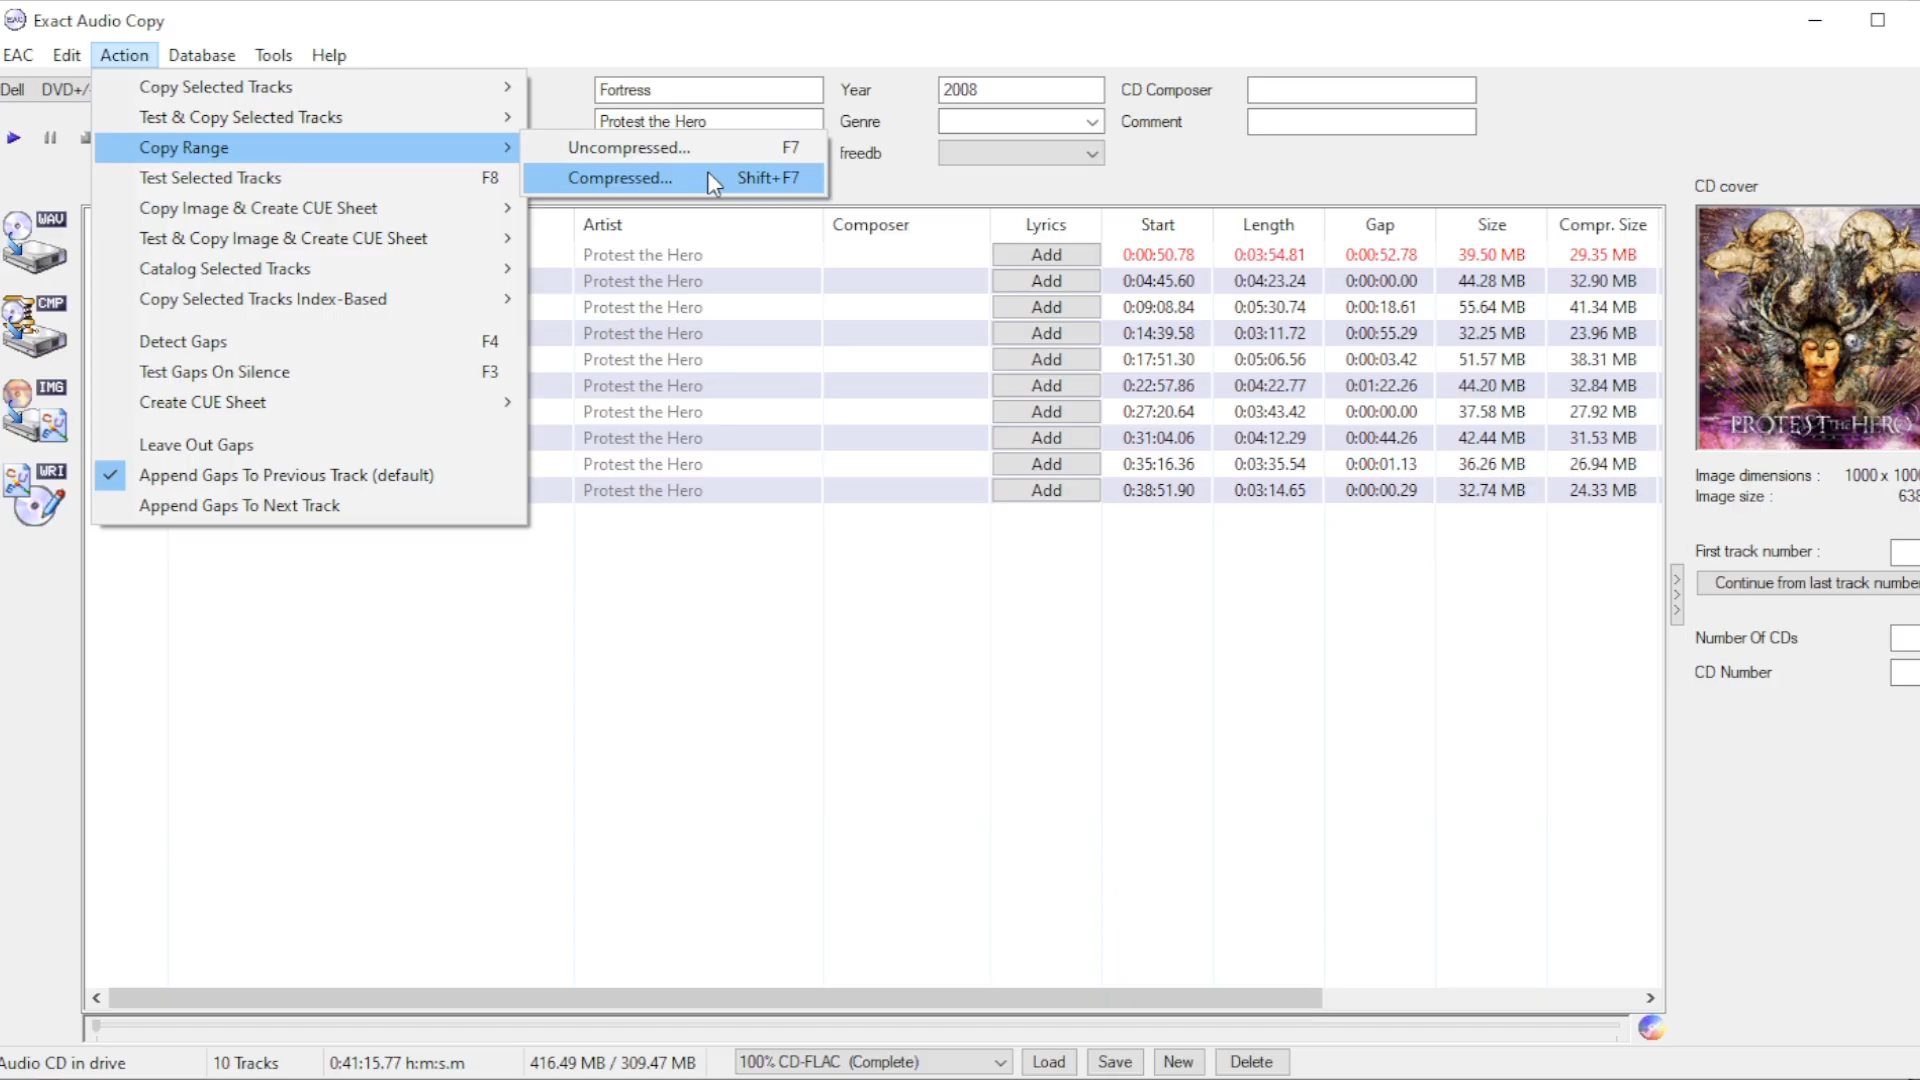 Exact Audio Copy
EAC Edit Action Database Tools Help
Dell DVD+/-
Copy Selected Tracks
Test & Copy Selected Tracks
Copy Range
Test Selected Tracks F8
Copy Image & Create CUE Sheet
Test & Copy Image & Create CUE Sheet
Catalog Selected Tracks
Copy Selected Tracks Index-Based
Detect Gaps F4
Test Gaps On Silence F3
Create CUE Sheet
Leave Out Gaps
Append Gaps To Previous Track (default)
Append Gaps To Next Track
Uncompressed... F7
Compressed... Shift+F7
Fortress Year 2008 CD Composer
Protest the Hero Genre Comment
freedb
WAV
CMP
IMG
WRI
Artist Composer Lyrics Start Length Gap Size Compr. Size
Protest the Hero Add 0:00:50.78 0:03:54.81 0:00:52.78 39.50 MB 29.35 MB
Protest the Hero Add 0:04:45.60 0:04:23.24 0:00:00.00 44.28 MB 32.90 MB
Protest the Hero Add 0:09:08.84 0:05:30.74 0:00:18.61 55.64 MB 41.34 MB
Protest the Hero Add 0:14:39.58 0:03:11.72 0:00:55.29 32.25 MB 23.96 MB
Protest the Hero Add 0:17:51.30 0:05:06.56 0:00:03.42 51.57 MB 38.31 MB
Protest the Hero Add 0:22:57.86 0:04:22.77 0:01:22.26 44.20 MB 32.84 MB
Protest the Hero Add 0:27:20.64 0:03:43.42 0:00:00.00 37.58 MB 27.92 MB
Protest the Hero Add 0:31:04.06 0:04:12.29 0:00:44.26 42.44 MB 31.53 MB
Protest the Hero Add 0:35:16.36 0:03:35.54 0:00:01.13 36.26 MB 26.94 MB
Protest the Hero Add 0:38:51.90 0:03:14.65 0:00:00.29 32.74 MB 24.33 MB
CD cover
PROTEST THE HERO
Image dimensions : 1000 x 100
Image size : 638
First track number :
Continue from last track number
Number Of CDs
CD Number
Audio CD in drive 10 Tracks 0:41:15.77 h:m:s.m 416.49 MB / 309.47 MB 100% CD-FLAC (Complete) Load Save New Delete